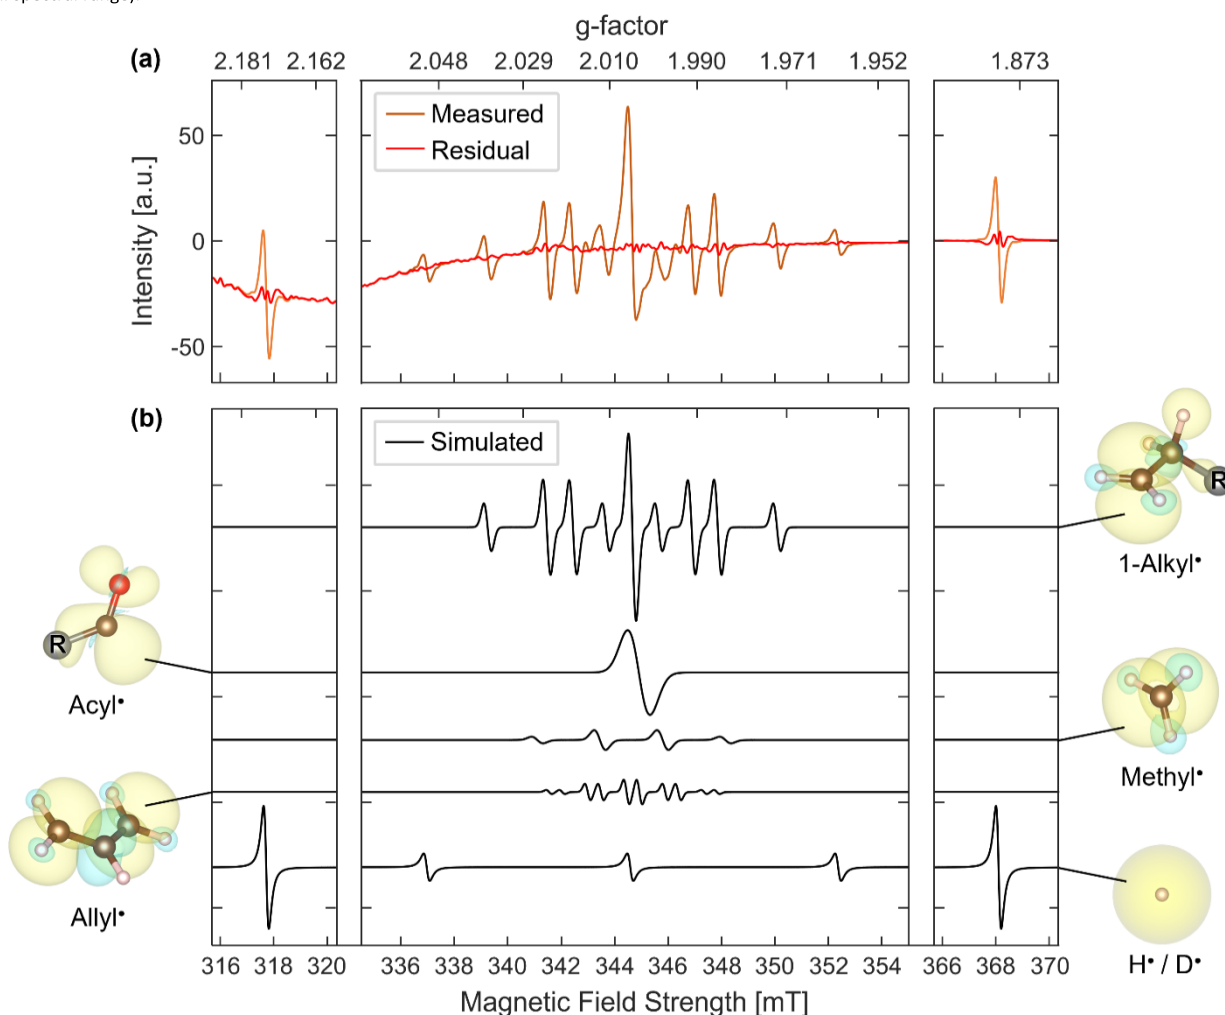 g-factor
(a)
2.181 2.162 2.048 2.029 2.010 1.990 1.971 1.952 1.873
Measured
Residual
50
0
-50
Intensity [a.u.]
(b)
Simulated
R
1-Alkyl•
R
Acyl•
Methyl•
Allyl•
H• / D•
316 318 320 336 338 340 342 344 346 348 350 352 354 366 368 370
Magnetic Field Strength [mT]